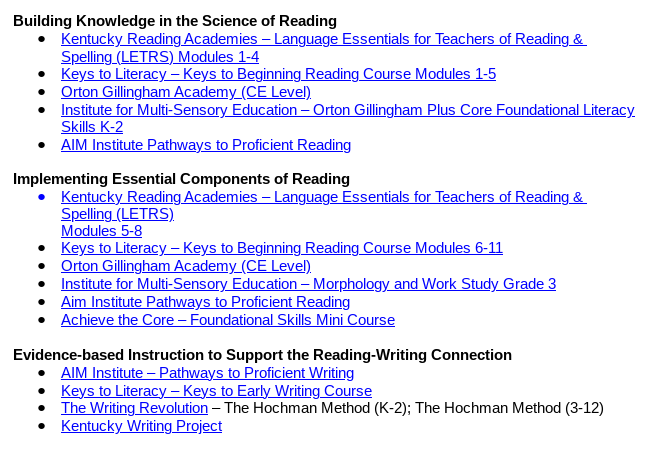 Building Knowledge in the Science of Reading
● Kentucky Reading Academies – Language Essentials for Teachers of Reading &
Spelling (LETRS) Modules 1-4
● Keys to Literacy – Keys to Beginning Reading Course Modules 1-5
● Orton Gillingham Academy (CE Level)
● Institute for Multi-Sensory Education – Orton Gillingham Plus Core Foundational Literacy
Skills K-2
● AIM Institute Pathways to Proficient Reading
Implementing Essential Components of Reading
● Kentucky Reading Academies – Language Essentials for Teachers of Reading &
Spelling (LETRS)
Modules 5-8
● Keys to Literacy – Keys to Beginning Reading Course Modules 6-11
● Orton Gillingham Academy (CE Level)
● Institute for Multi-Sensory Education – Morphology and Work Study Grade 3
● Aim Institute Pathways to Proficient Reading
● Achieve the Core – Foundational Skills Mini Course
Evidence-based Instruction to Support the Reading-Writing Connection
● AIM Institute – Pathways to Proficient Writing
● Keys to Literacy – Keys to Early Writing Course
● The Writing Revolution – The Hochman Method (K-2); The Hochman Method (3-12)
● Kentucky Writing Project